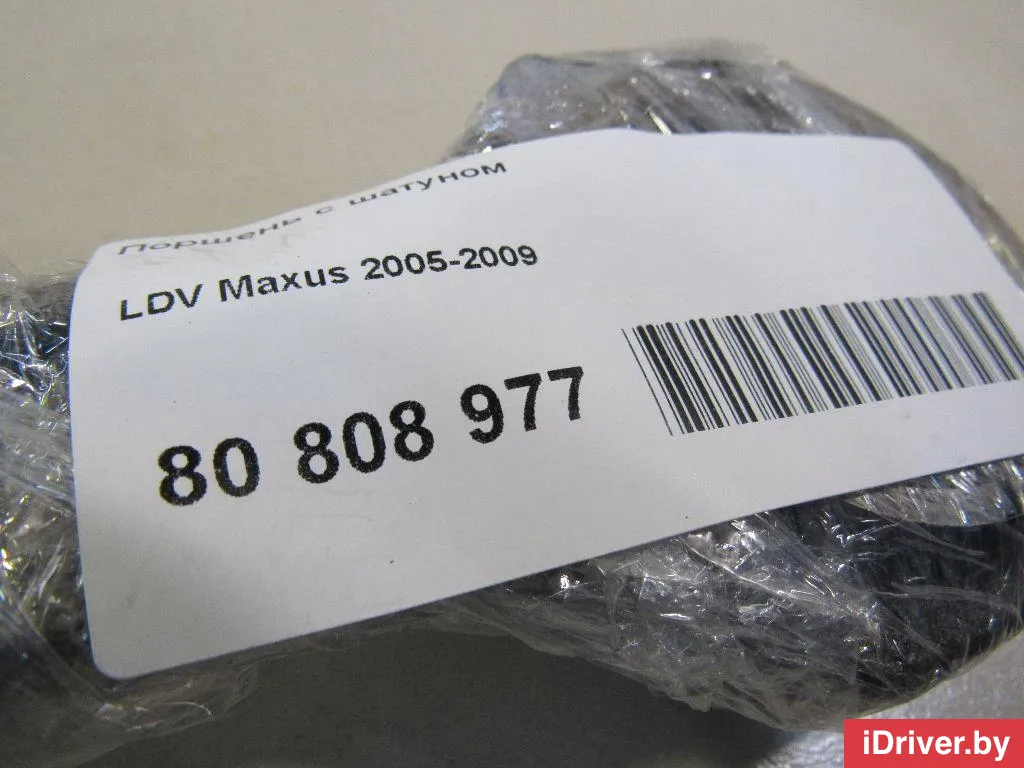 Поршень с шатуном
LDV Maxus 2005-2009
80 808 977
iDriver.by